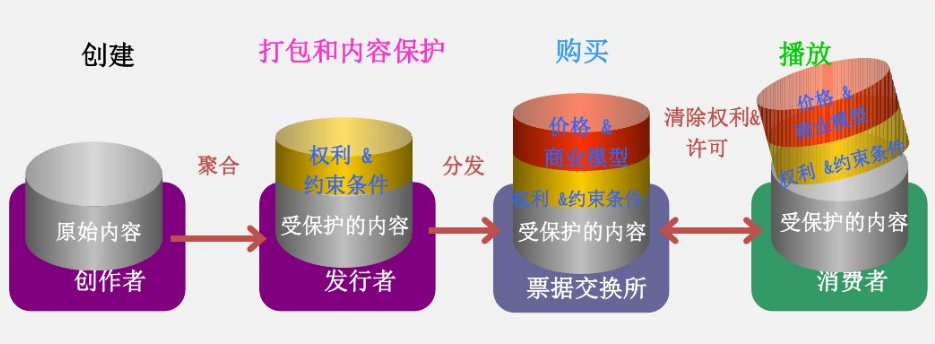 创建
打包和内容保护
购买
播放
原始内容
创作者
聚合
权利 &
约束条件
受保护的内容
发行者
分发
价格 &
商业模型
权利 &约束条件
受保护的内容
票据交换所
清除权利&
许可
价格 &
商业模型
权利 &约束条件
受保护的内容
消费者